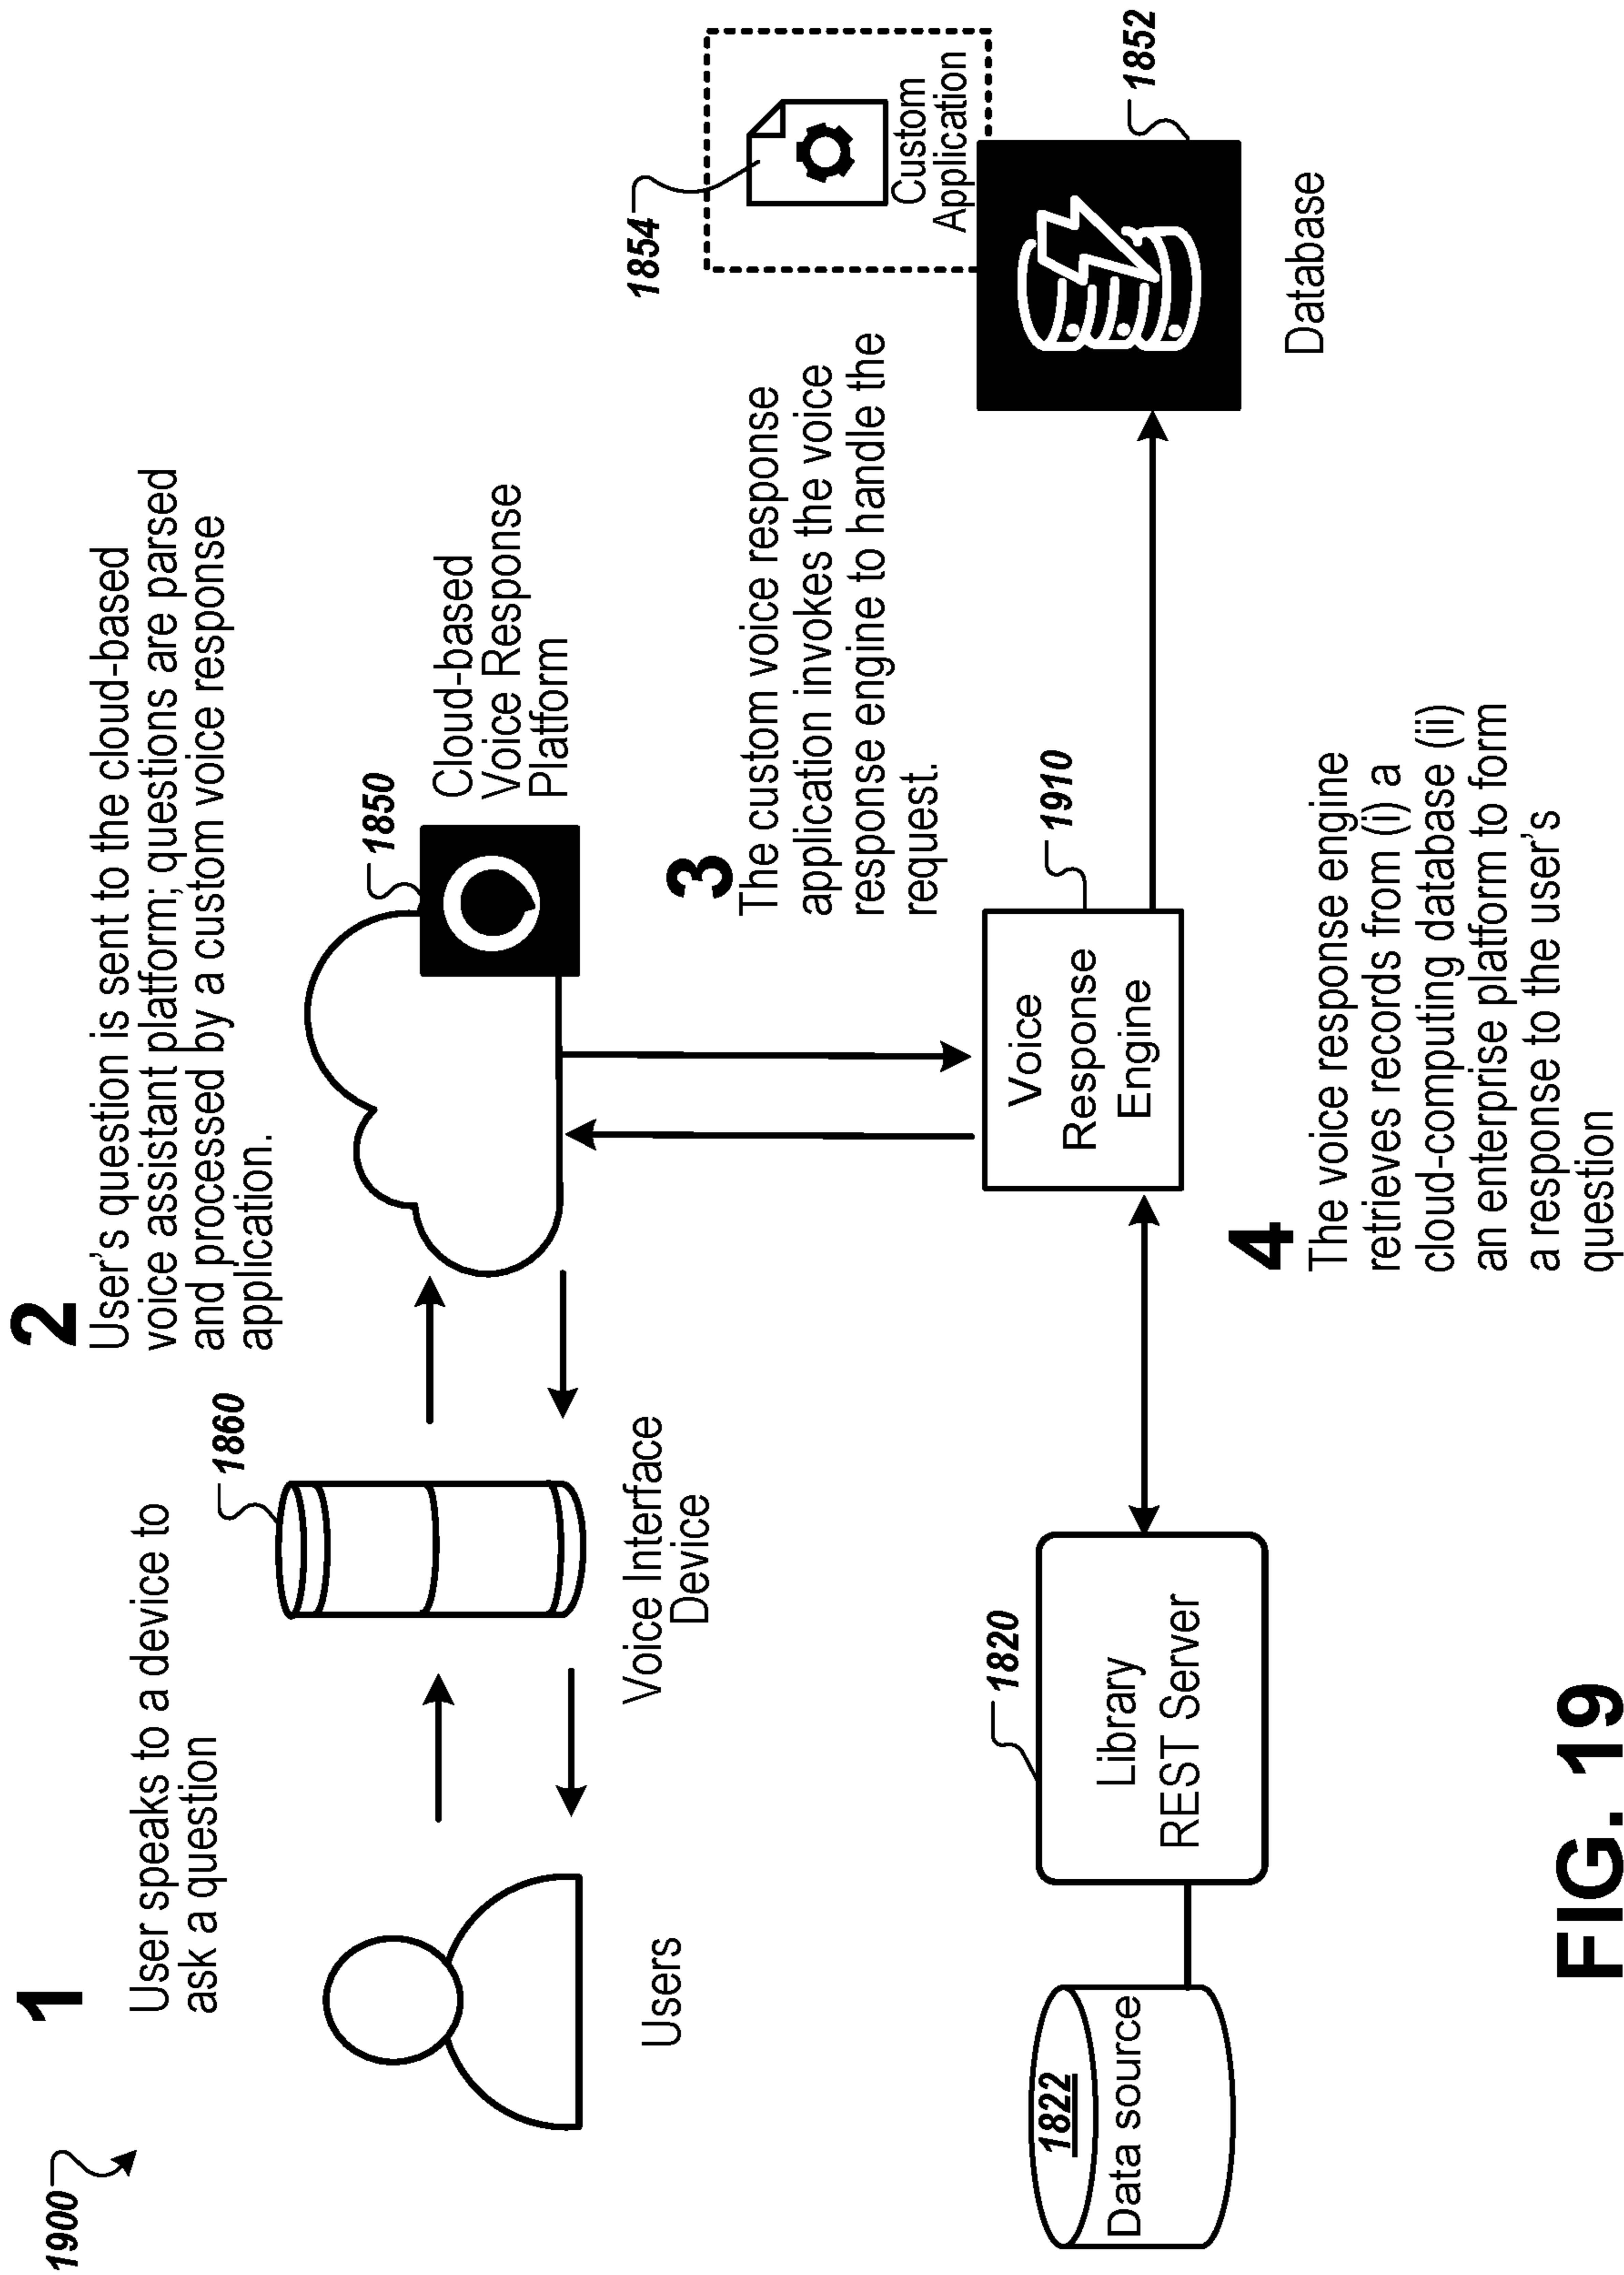 1900
1
User speaks to a device to
ask a question
2
User's question is sent to the cloud-based
voice assistant platform; questions are parsed
and processed by a custom voice response
application.
1860
1850
Cloud-based
Voice Response
Platform
Users
Voice Interface
Device
3
The custom voice response
application invokes the voice
response engine to handle the
request.
1854
Custom
Application
1822
Data source
1820
Library
REST Server
Voice
Response
Engine
1910
1852
Database
4
The voice response engine
retrieves records from (i) a
cloud-computing database (ii)
an enterprise platform to form
a response to the user's
question
FIG. 19